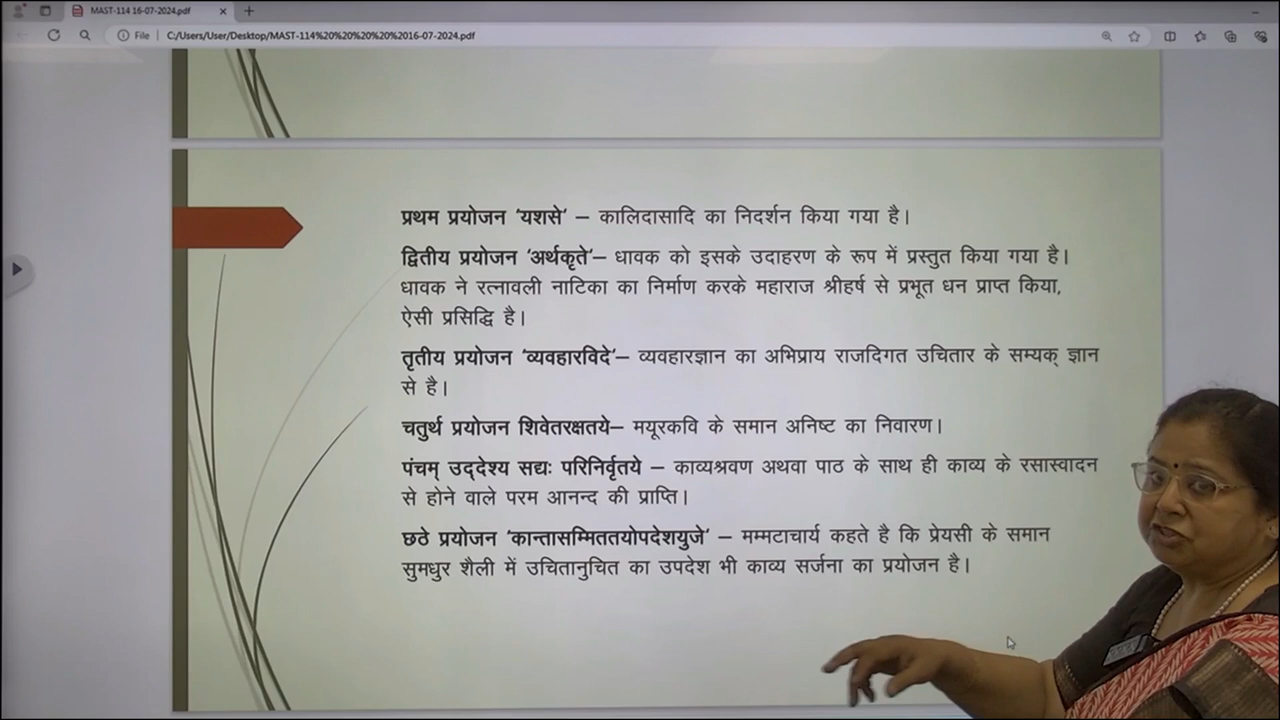 MAST-114 16-07-2024.pdf
File
C:/Users/User/Desktop/MAST-114%20%20%20%20%2016-07-2024.pdf
प्रथम प्रयोजन ‘यशसे’ – कालिदासादि का निदर्शन किया गया है।
द्वितीय प्रयोजन ‘अर्थकृते’– धावक को इसके उदाहरण के रूप में प्रस्तुत किया गया है।
धावक ने रत्नावली नाटिका का निर्माण करके महाराज श्रीहर्ष से प्रभूत धन प्राप्त किया,
ऐसी प्रसिद्धि है।
तृतीय प्रयोजन ‘व्यवहारविदे’– व्यवहारज्ञान का अभिप्राय राजदिगत उचितार के सम्यक् ज्ञान
से है।
चतुर्थ प्रयोजन शिवेतरक्षतये– मयूरकवि के समान अनिष्ट का निवारण।
पंचम् उद्देश्य सद्यः परिनिर्वृतये – काव्यश्रवण अथवा पाठ के साथ ही काव्य के रसास्वादन
से होने वाले परम आनन्द की प्राप्ति।
छठे प्रयोजन ‘कान्तासम्मिततयोपदेशयुजे’ – मम्मटाचार्य कहते है कि प्रेयसी के समान
सुमधुर शैली में उचितानुचित का उपदेश भी काव्य सर्जना का प्रयोजन है।